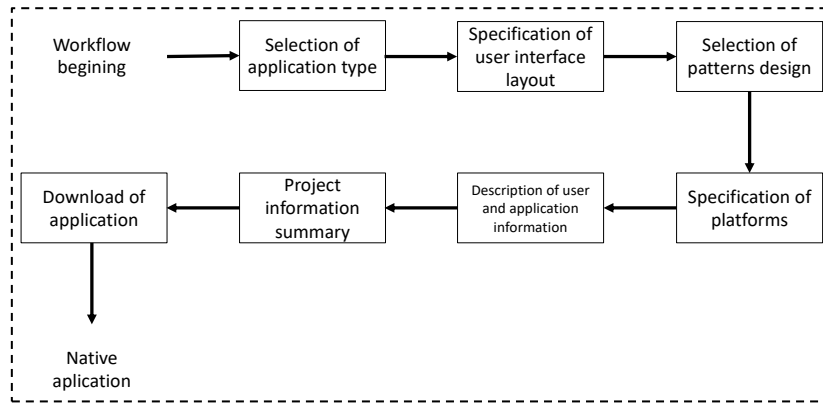 Workflow
begining
Selection of
application type
Specification of
user interface
layout
Selection of
patterns design
Download of
application
Project
information
summary
Description of user
and application
information
Specification of
platforms
Native
aplication